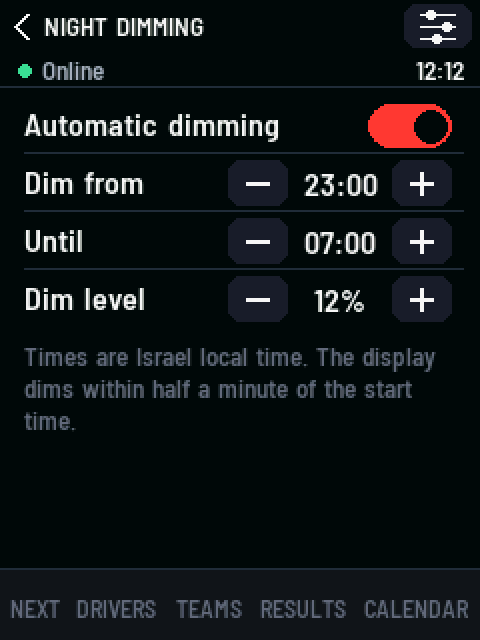 NIGHT DIMMING
Online 12:12
Automatic dimming
Dim from 23:00
Until 07:00
Dim level 12%
Times are Israel local time. The display
dims within half a minute of the start
time.
NEXT DRIVERS TEAMS RESULTS CALENDAR